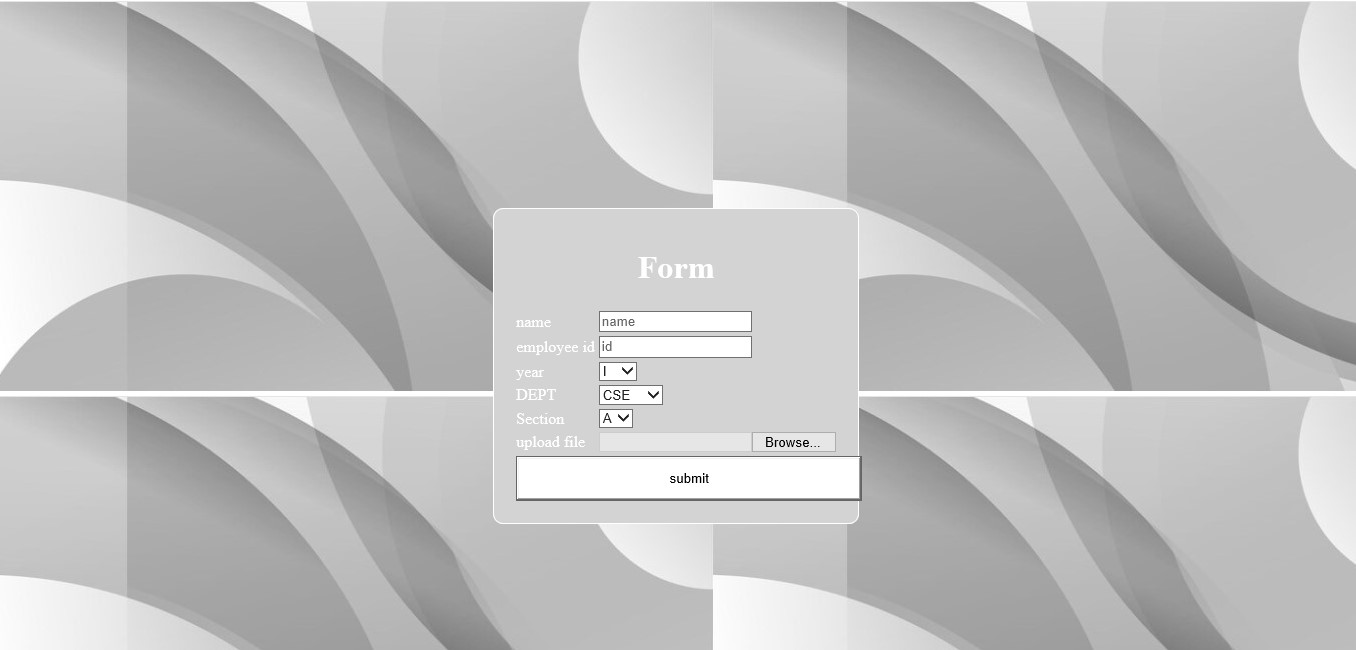 Form
name name
employee id id
year I
DEPT CSE
Section A
upload file Browse...
submit